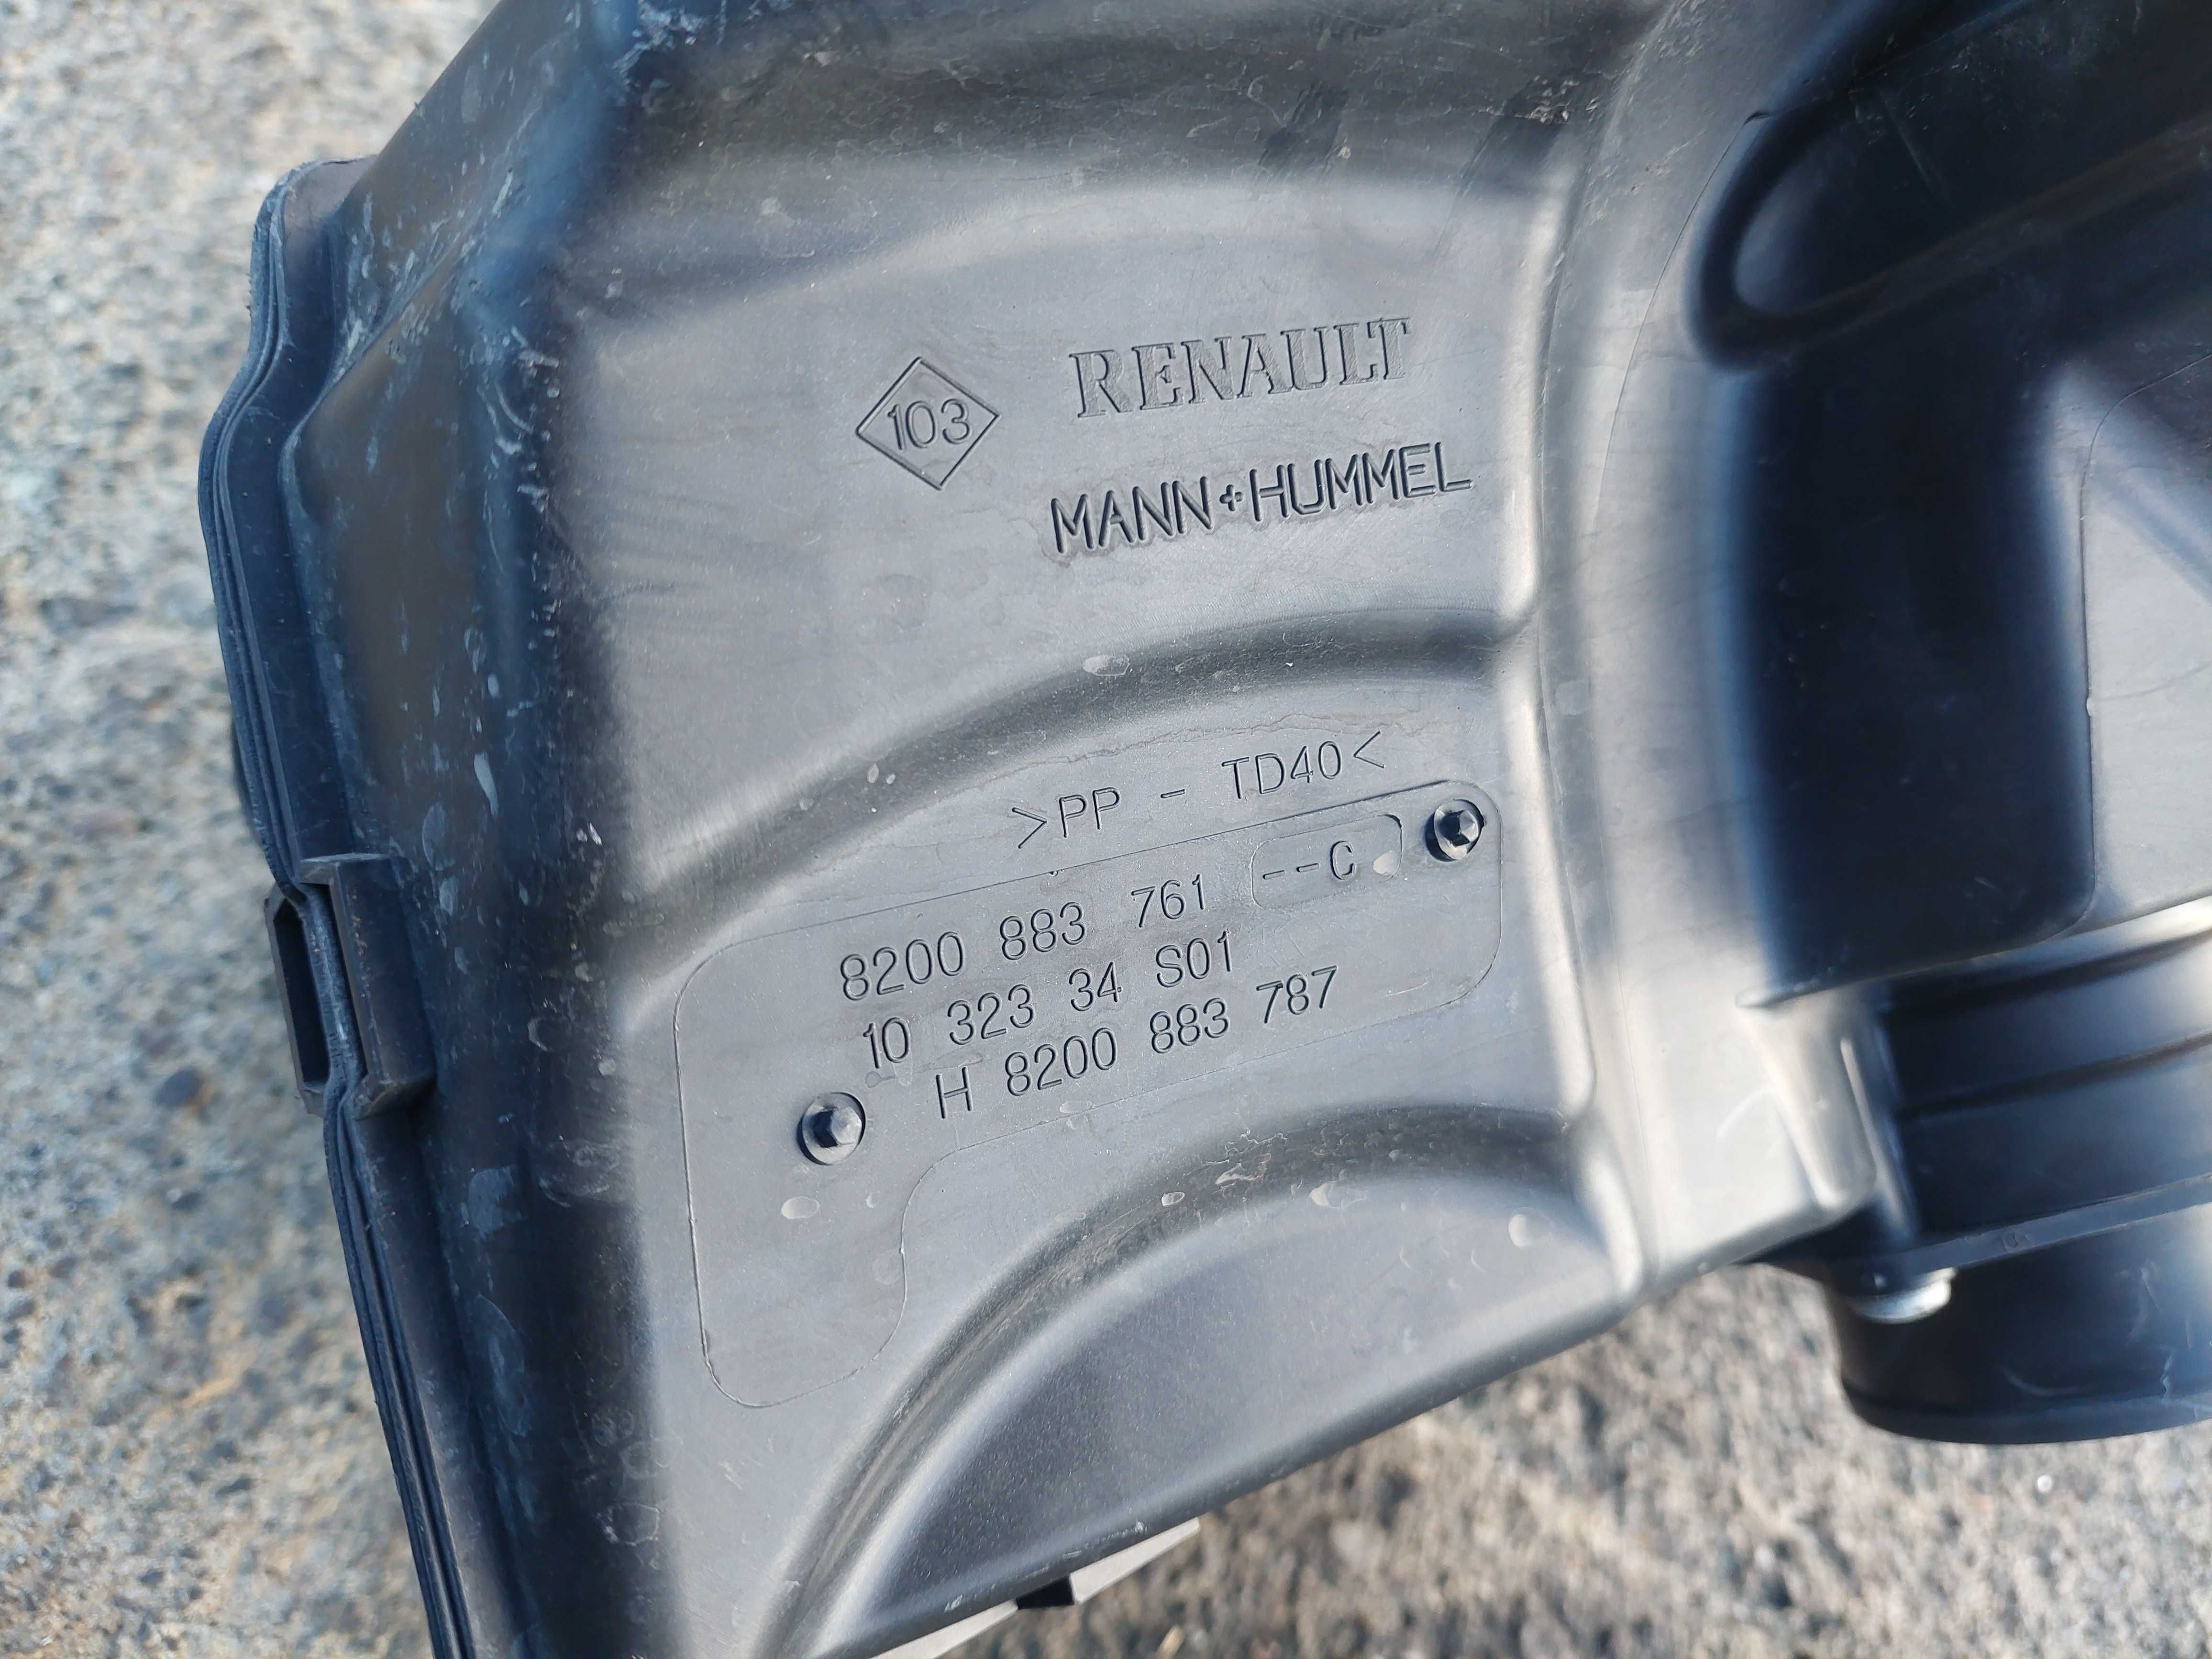 103
RENAULT
MANN+HUMMEL
>PP - TD40<
8200 883 761 --C
10 323 34 S01
H 8200 883 787